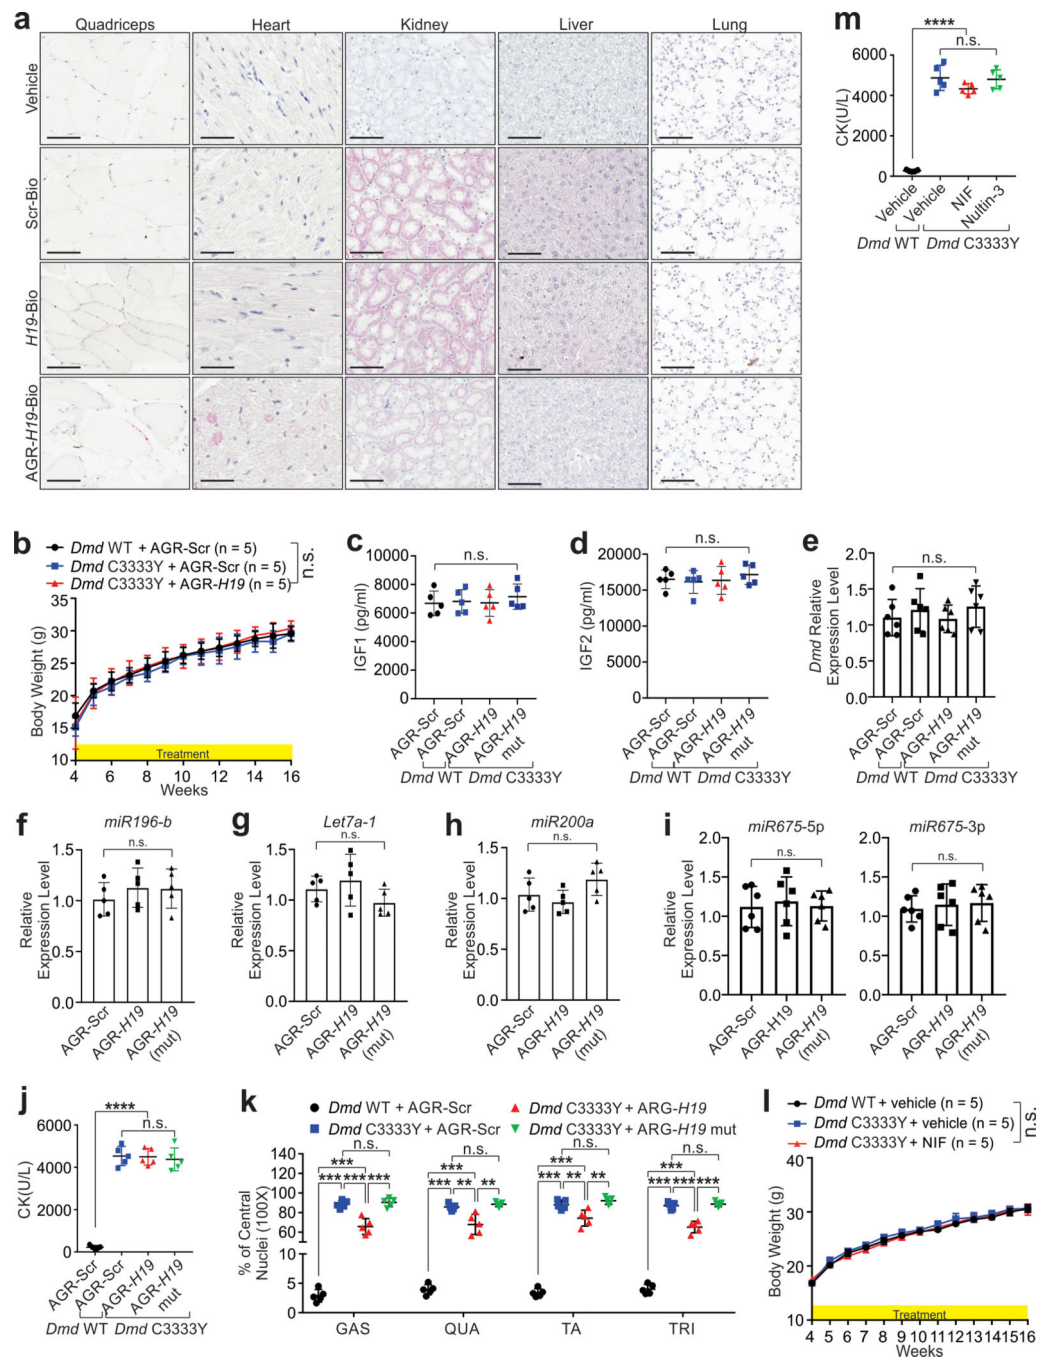 a
Quadriceps Heart Kidney Liver Lung
Vehicle
Scr-Bio
H19-Bio
AGR-H19-Bio
m
****
n.s.
CK(U/L)
6000
4000
2000
0
Vehicle Vehicle NIF Nultin-3
Dmd WT Dmd C3333Y
b
Dmd WT + AGR-Scr (n = 5)
Dmd C3333Y + AGR-Scr (n = 5)
Dmd C3333Y + AGR-H19 (n = 5)
n.s.
Body Weight (g)
35
30
25
20
15
10
Treatment
4 6 8 10 12 14 16
Weeks
c
n.s.
IGF1 (pg/ml)
10000
8000
6000
4000
2000
0
AGR-Scr AGR-Scr AGR-H19 AGR-H19 mut
Dmd WT Dmd C3333Y
d
n.s.
IGF2 (pg/ml)
20000
15000
10000
5000
0
AGR-Scr AGR-Scr AGR-H19 AGR-H19 mut
Dmd WT Dmd C3333Y
e
n.s.
Dmd Relative
Expression Level
2.0
1.5
1.0
0.5
0.0
AGR-Scr AGR-Scr AGR-H19 AGR-H19 mut
Dmd WT Dmd C3333Y
f
miR196-b
n.s.
Relative
Expression Level
1.5
1.0
0.5
0.0
AGR-Scr AGR-H19 AGR-H19 (mut)
g
Let7a-1
n.s.
Relative
Expression Level
1.5
1.0
0.5
0.0
AGR-Scr AGR-H19 AGR-H19 (mut)
h
miR200a
n.s.
Relative
Expression Level
1.5
1.0
0.5
0.0
AGR-Scr AGR-H19 AGR-H19 (mut)
i
miR675-5p
n.s.
Relative
Expression Level
2.0
1.5
1.0
0.5
0.0
AGR-Scr AGR-H19 AGR-H19 (mut)
miR675-3p
n.s.
2.0
1.5
1.0
0.5
0.0
AGR-Scr AGR-H19 AGR-H19 (mut)
j
****
n.s.
CK(U/L)
6000
4000
2000
0
AGR-Scr AGR-Scr AGR-H19 AGR-H19 mut
Dmd WT Dmd C3333Y
k
Dmd WT + AGR-Scr Dmd C3333Y + ARG-H19
Dmd C3333Y + AGR-Scr Dmd C3333Y + ARG-H19 mut
n.s. n.s. n.s. n.s.
*** *** *** ***
*** *** *** *** ** ** *** ** ** *** *** ***
% of Central
Nuclei (100X)
140
120
100
80
60
10
5
0
GAS QUA TA TRI
l
Dmd WT + vehicle (n = 5)
Dmd C3333Y + vehicle (n = 5)
Dmd C3333Y + NIF (n = 5)
n.s.
Body Weight (g)
40
30
20
10
Treatment
4 5 6 7 8 9 10 11 12 13 14 15 16
Weeks